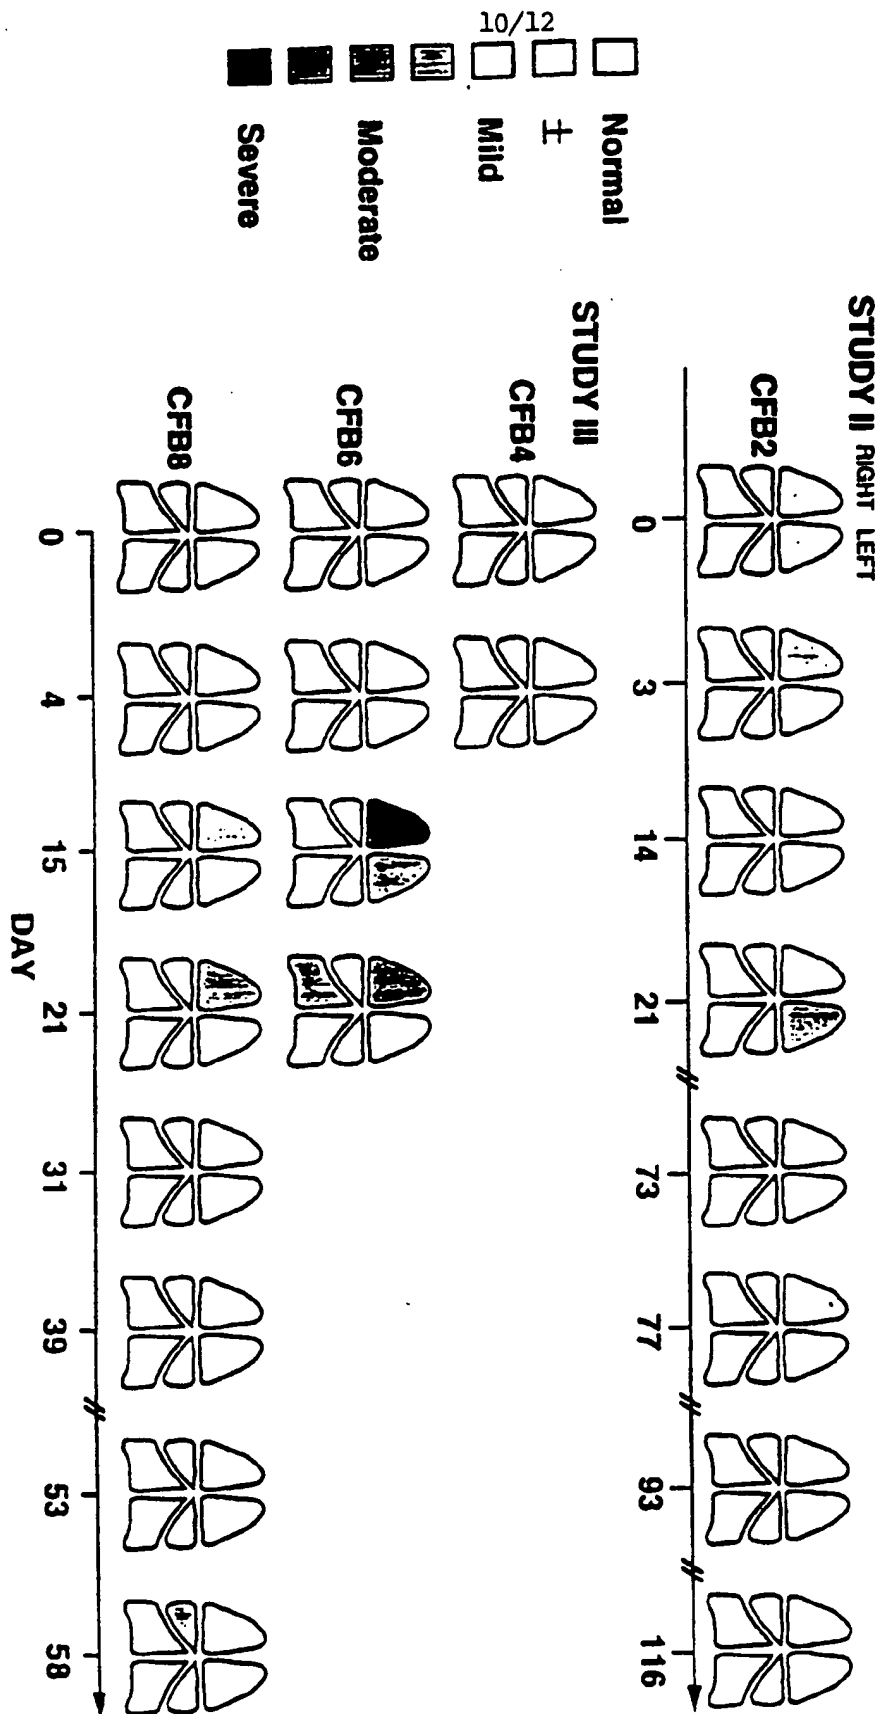 10/12
STUDY II RIGHT LEFT
CFB2
0 3 14 21 73 77 93 116
STUDY III
CFB4
CFB6
CFB8
0 4 15 21 31 39 53 58
DAY
Normal
±
Mild
Moderate
Severe